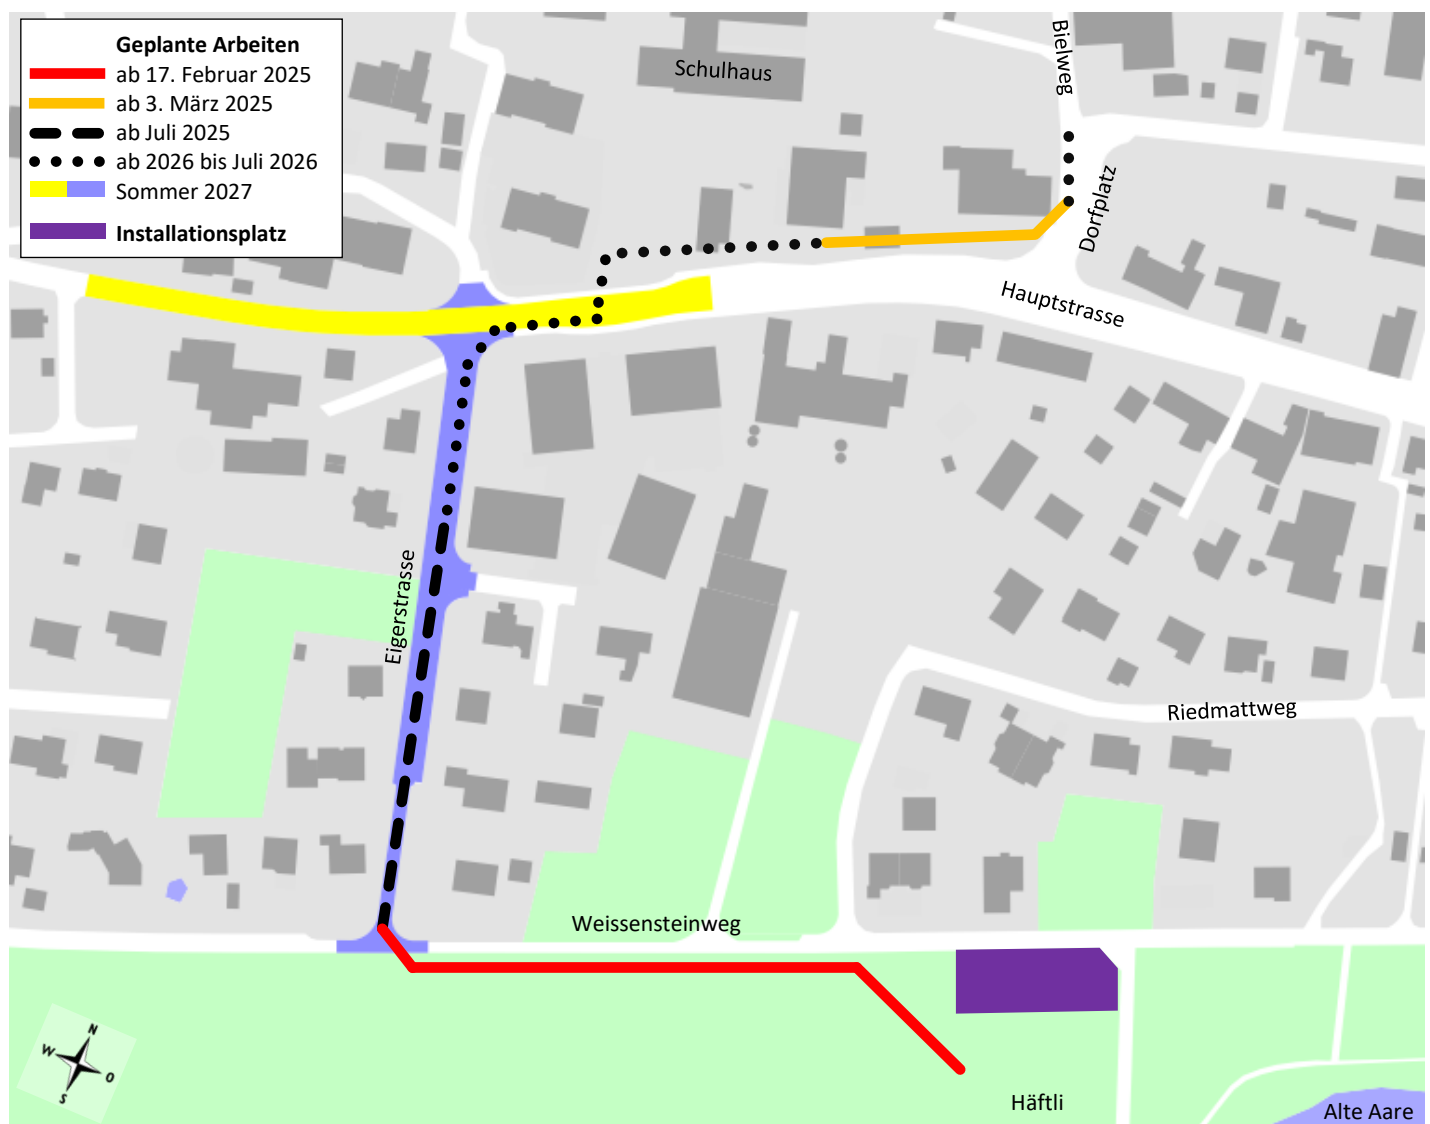 Geplante Arbeiten
ab 17. Februar 2025
ab 3. März 2025
ab Juli 2025
ab 2026 bis Juli 2026
Sommer 2027
Installationsplatz
Schulhaus
Bielweg
Dorfplatz
Hauptstrasse
Eigerstrasse
Riedmattweg
Weissensteinweg
Häftli
Alte Aare
N
W
O
S